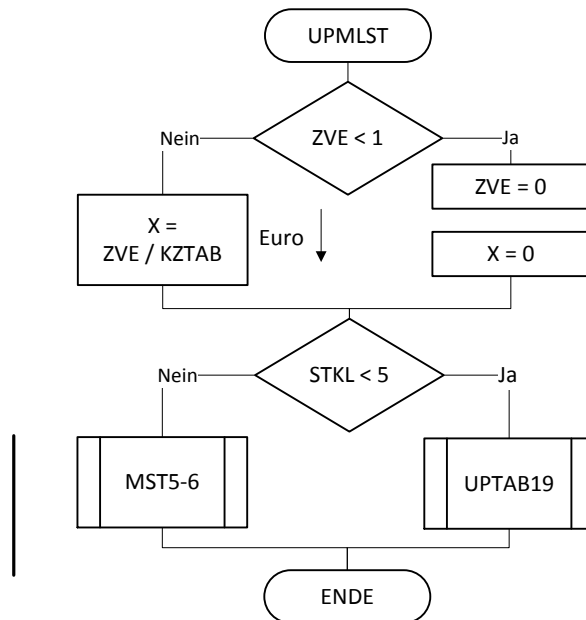 UPMLST
ZVE < 1
Nein
Ja
ZVE = 0
X =
ZVE / KZTAB
Euro
X = 0
STKL < 5
Nein
Ja
MST5-6
UPTAB19
ENDE